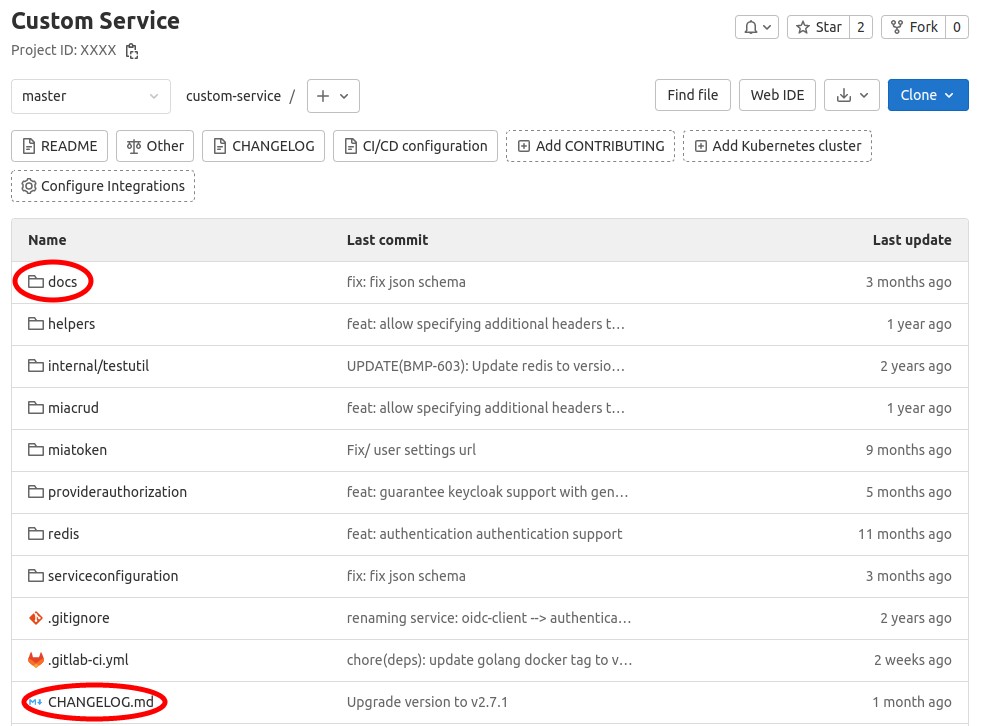 Custom Service
Project ID: XXXX
Star 2
Fork 0
master
custom-service /
Find file
Web IDE
Clone
README
Other
CHANGELOG
CI/CD configuration
Add CONTRIBUTING
Add Kubernetes cluster
Configure Integrations
Name Last commit Last update
docs fix: fix json schema 3 months ago
helpers feat: allow specifying additional headers t… 1 year ago
internal/testutil UPDATE(BMP-603): Update redis to versio… 2 years ago
miacrud feat: allow specifying additional headers t… 1 year ago
miatoken Fix/ user settings url 9 months ago
providerauthorization feat: guarantee keycloak support with gen… 5 months ago
redis feat: authentication authentication support 11 months ago
serviceconfiguration fix: fix json schema 3 months ago
.gitignore renaming service: oidc-client --> authentica… 2 years ago
.gitlab-ci.yml chore(deps): update golang docker tag to v… 2 weeks ago
CHANGELOG.md Upgrade version to v2.7.1 1 month ago